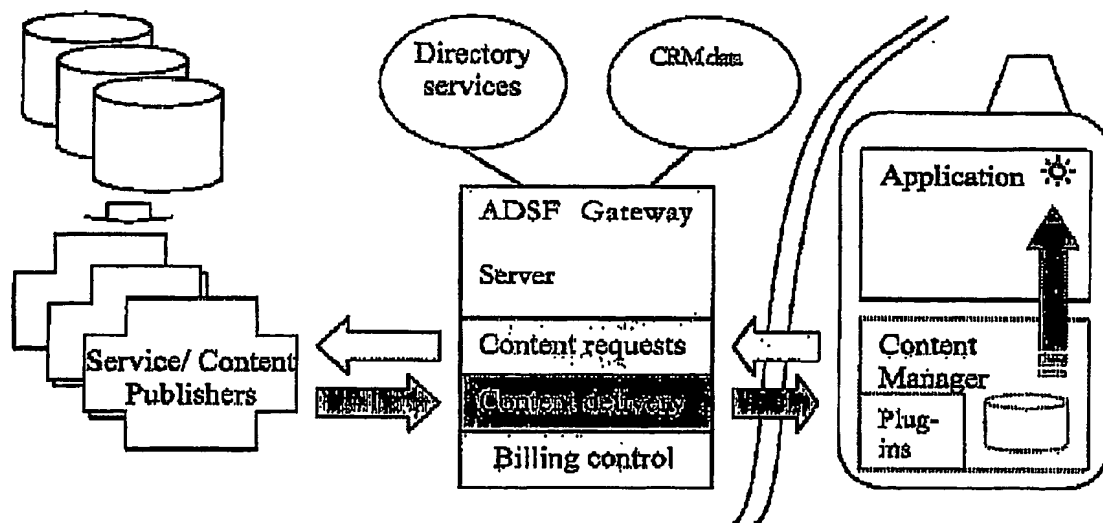 Directory
services
CRM data
ADSF Gateway
Server
Content requests
Content delivery
Billing control
Service/ Content
Publishers
Application
Content
Manager
Plug-
ins